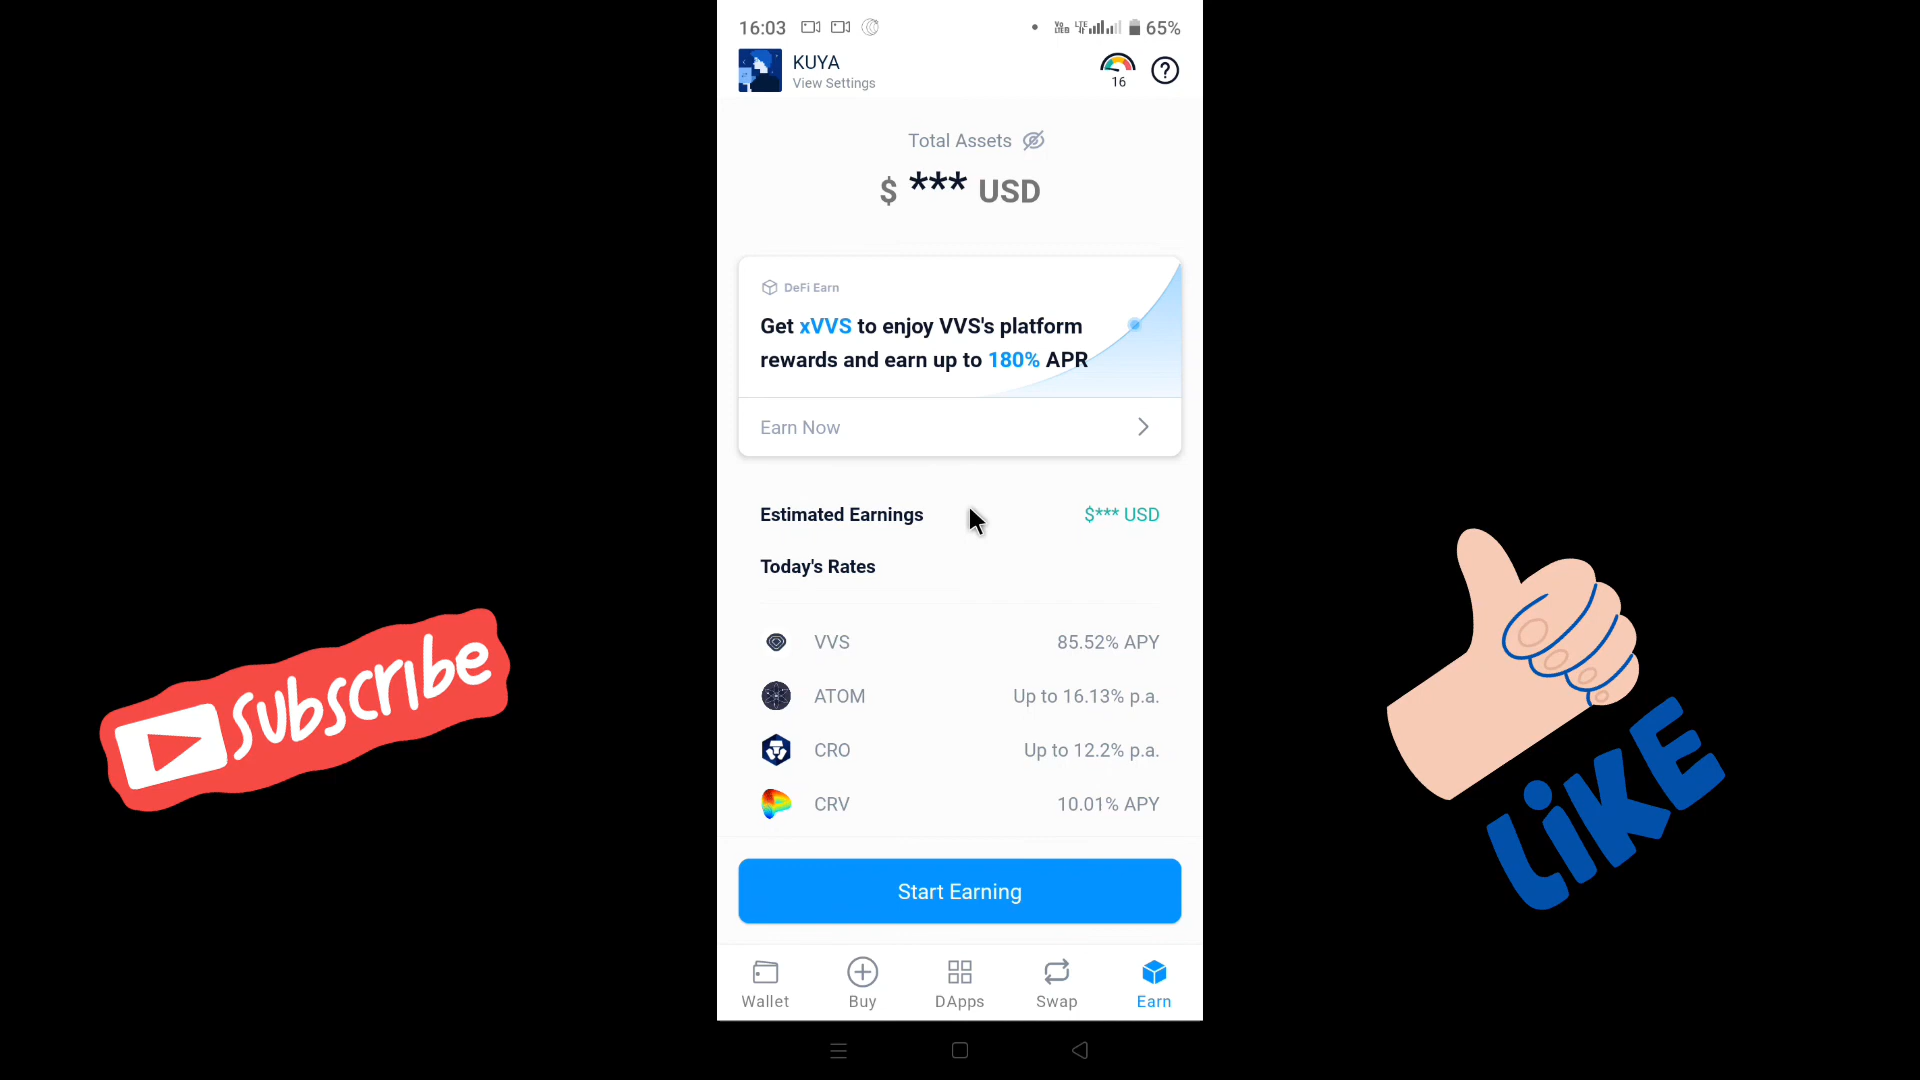 16:03
65%
KUYA
View Settings
16
Total Assets
$ *** USD
DeFi Earn
Get xVVS to enjoy VVS's platform
rewards and earn up to 180% APR
Earn Now
Estimated Earnings $*** USD
Today's Rates
VVS 85.52% APY
ATOM Up to 16.13% p.a.
CRO Up to 12.2% p.a.
CRV 10.01% APY
Start Earning
Wallet Buy DApps Swap Earn
Subscribe
LiKE